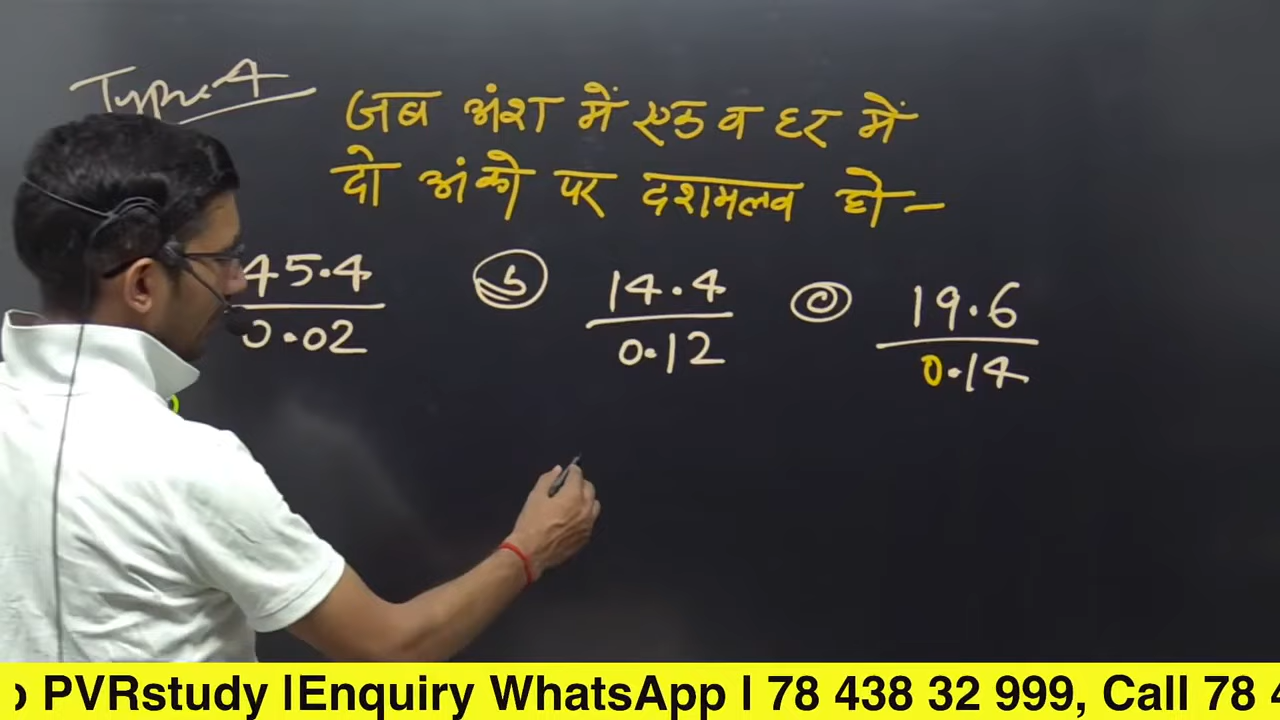 Type-4
जब अंश में एक व हर में
दो अंको पर दशमलव हो-
45.4
0.02
b 14.4
0.12
c 19.6
0.14
PVRstudy |Enquiry WhatsApp I 78 438 32 999, Call 78